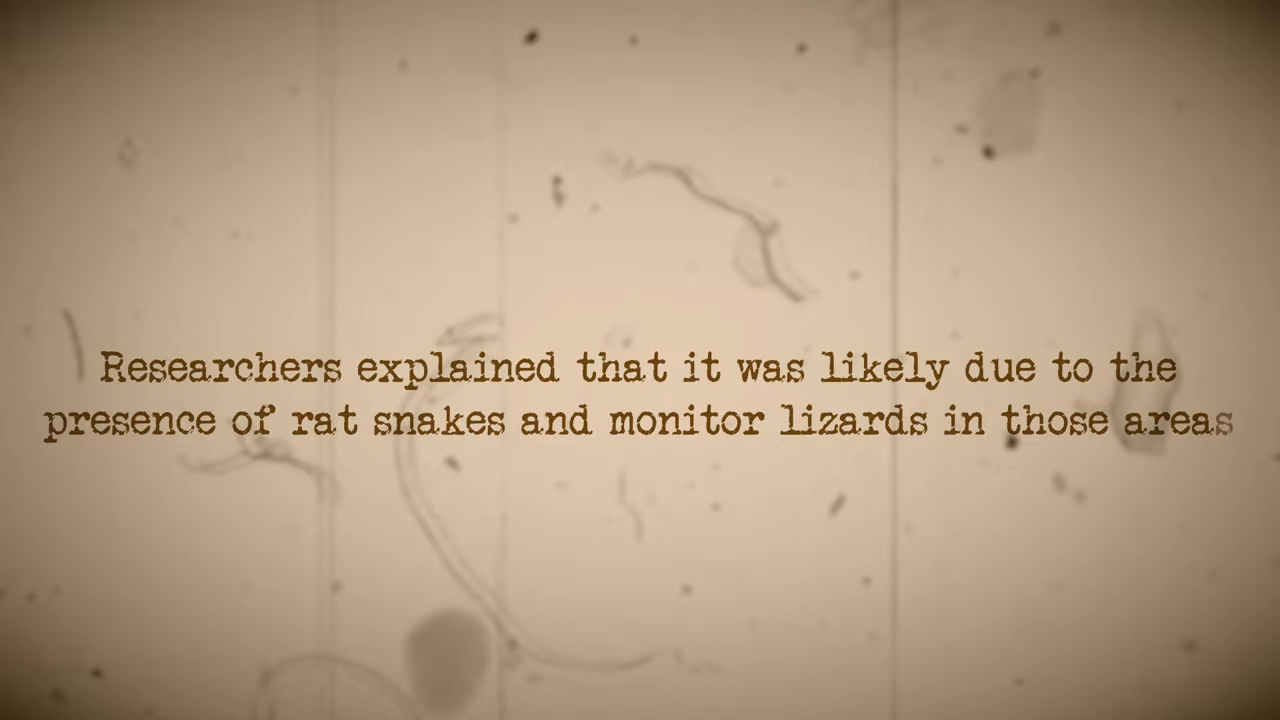 Researchers explained that it was likely due to the
presence of rat snakes and monitor lizards in those areas